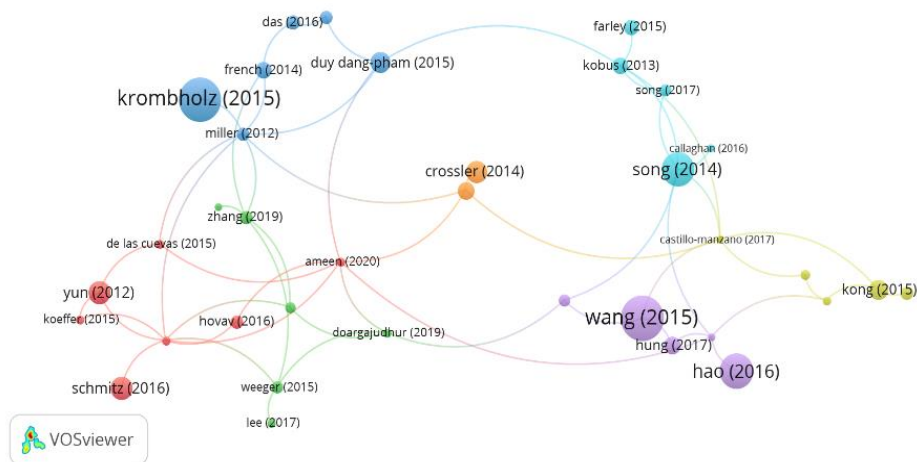 das (2016)
farley (2015)
french (2014)
duy dang-pham (2015)
kobus (2013)
krombholz (2015)
song (2017)
miller (2012)
callaghan (2016)
crossler (2014)
song (2014)
zhang (2019)
de las cuevas (2015)
castillo-manzano (2017)
ameen (2020)
yun (2012)
kong (2015)
koeffer (2015)
hovav (2016)
wang (2015)
doargajudhur (2019)
hung (2017)
schmitz (2016)
weeger (2015)
hao (2016)
lee (2017)
VOSviewer